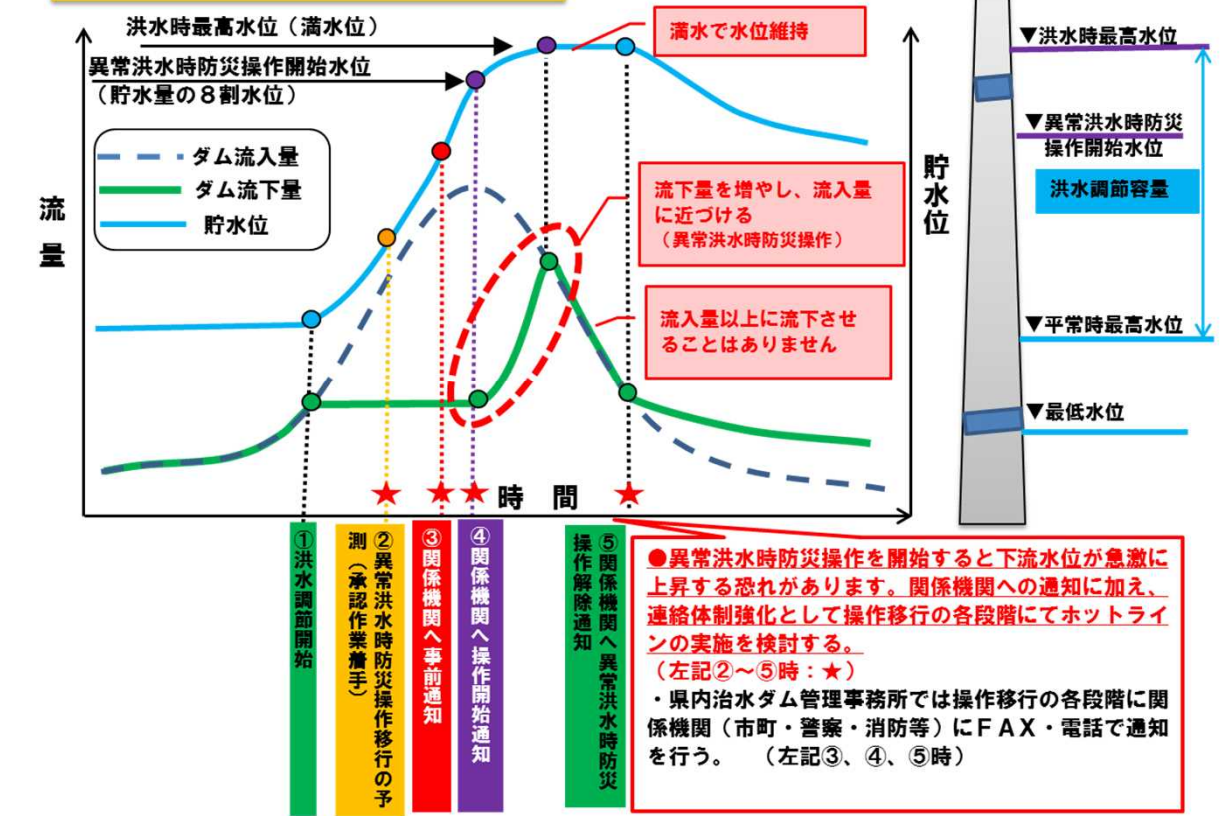 洪水時最高水位（満水位）
異常洪水時防災操作開始水位
（貯水量の８割水位）
ダム流入量
ダム流下量
貯水位
流量
満水で水位維持
流下量を増やし、流入量
に近づける
（異常洪水時防災操作）
流入量以上に流下させ
ることはありません
貯水位
▼洪水時最高水位
▼異常洪水時防災
操作開始水位
洪水調節容量
▼平常時最高水位
▼最低水位
★
★
★
時　間
★
①洪水調節開始
②異常洪水時防災操作移行の予
測（承認作業着手）
③関係機関へ事前通知
④関係機関へ操作開始通知
⑤関係機関へ異常洪水時防災
操作解除通知
●異常洪水時防災操作を開始すると下流水位が急激に
上昇する恐れがあります。関係機関への通知に加え、
連絡体制強化として操作移行の各段階にてホットライ
ンの実施を検討する。
（左記②～⑤時：★）
・県内治水ダム管理事務所では操作移行の各段階に関
係機関（市町・警察・消防等）にＦＡＸ・電話で通知
を行う。　（左記③、④、⑤時）